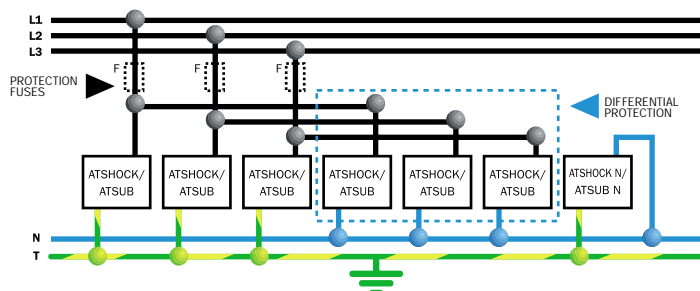 L1
L2
L3
F
F
F
PROTECTION
FUSES
DIFFERENTIAL
PROTECTION
ATSHOCK/
ATSUB
ATSHOCK/
ATSUB
ATSHOCK/
ATSUB
ATSHOCK/
ATSUB
ATSHOCK/
ATSUB
ATSHOCK/
ATSUB
ATSHOCK N/
ATSUB N
N
T